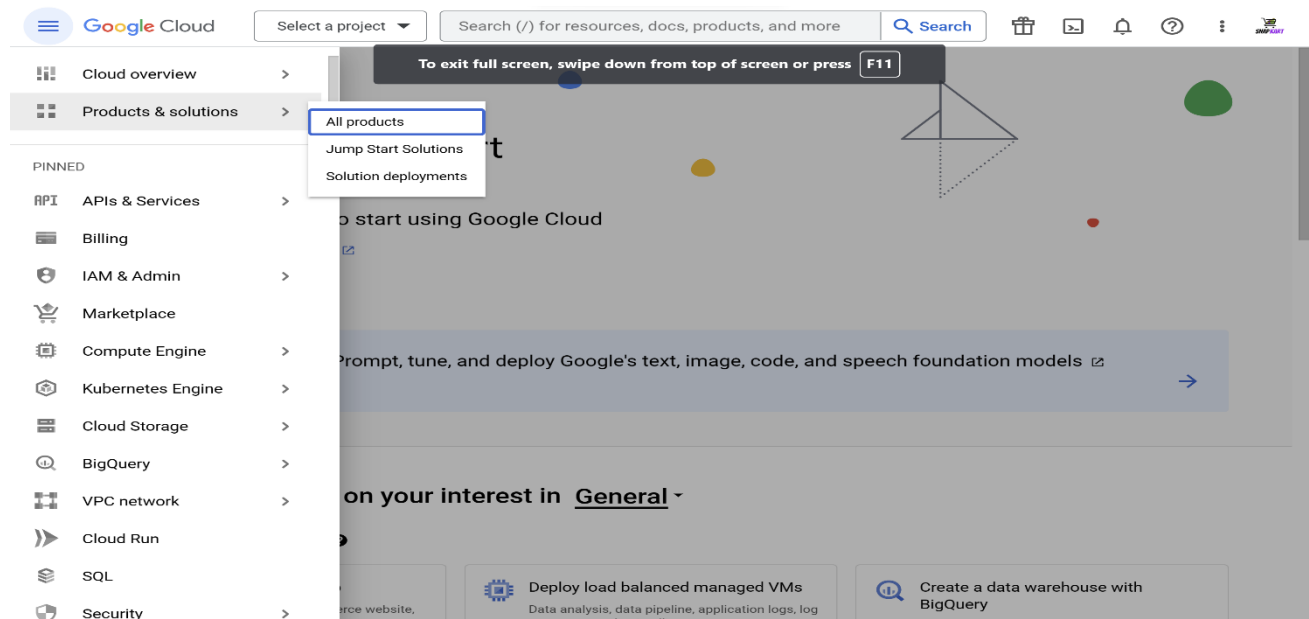 Google Cloud
Select a project
Search (/) for resources, docs, products, and more
Search
SNAPKART
To exit full screen, swipe down from top of screen or press F11
Cloud overview
Products & solutions
All products
Jump Start Solutions
Solution deployments
PINNED
API APIs & Services
Billing
IAM & Admin
Marketplace
Compute Engine
Kubernetes Engine
Cloud Storage
BigQuery
VPC network
Cloud Run
SQL
Security
rt
o start using Google Cloud
Prompt, tune, and deploy Google's text, image, code, and speech foundation models
on your interest in General
erce website,
Deploy load balanced managed VMs
Data analysis, data pipeline, application logs, log
Create a data warehouse with
BigQuery